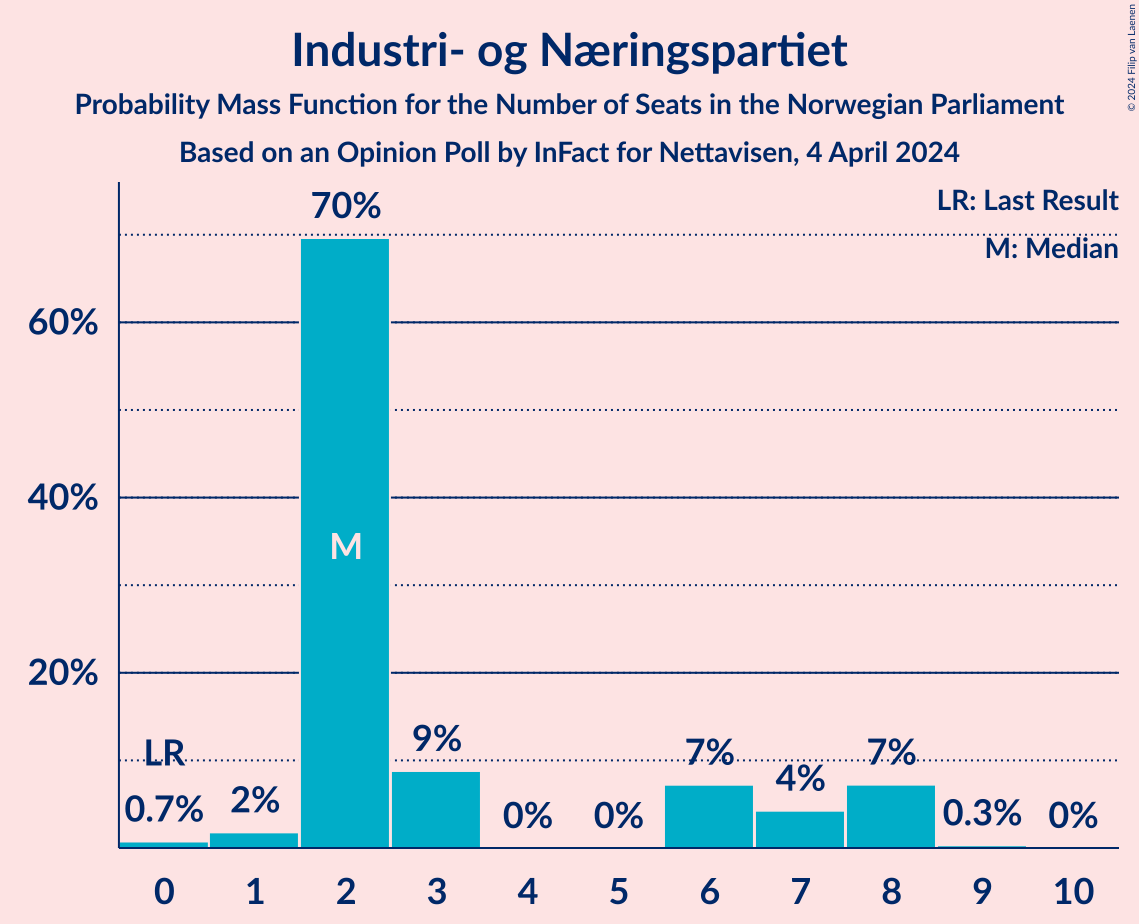 Industri- og Næringspartiet
Probability Mass Function for the Number of Seats in the Norwegian Parliament
Based on an Opinion Poll by InFact for Nettavisen, 4 April 2024
© 2024 Filip van Laenen
LR: Last Result
M: Median
70%
60%
40%
M
20%
LR
0.7%
2%
9%
0%
0%
7%
4%
7%
0.3%
0%
0 1 2 3 4 5 6 7 8 9 10